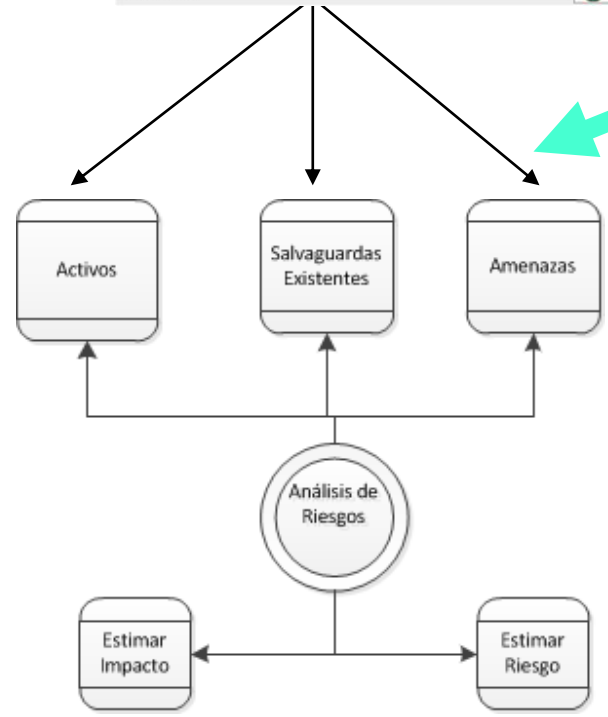 Activos
Salvaguardas
Existentes
Amenazas
Análisis de
Riesgos
Estimar
Impacto
Estimar
Riesgo